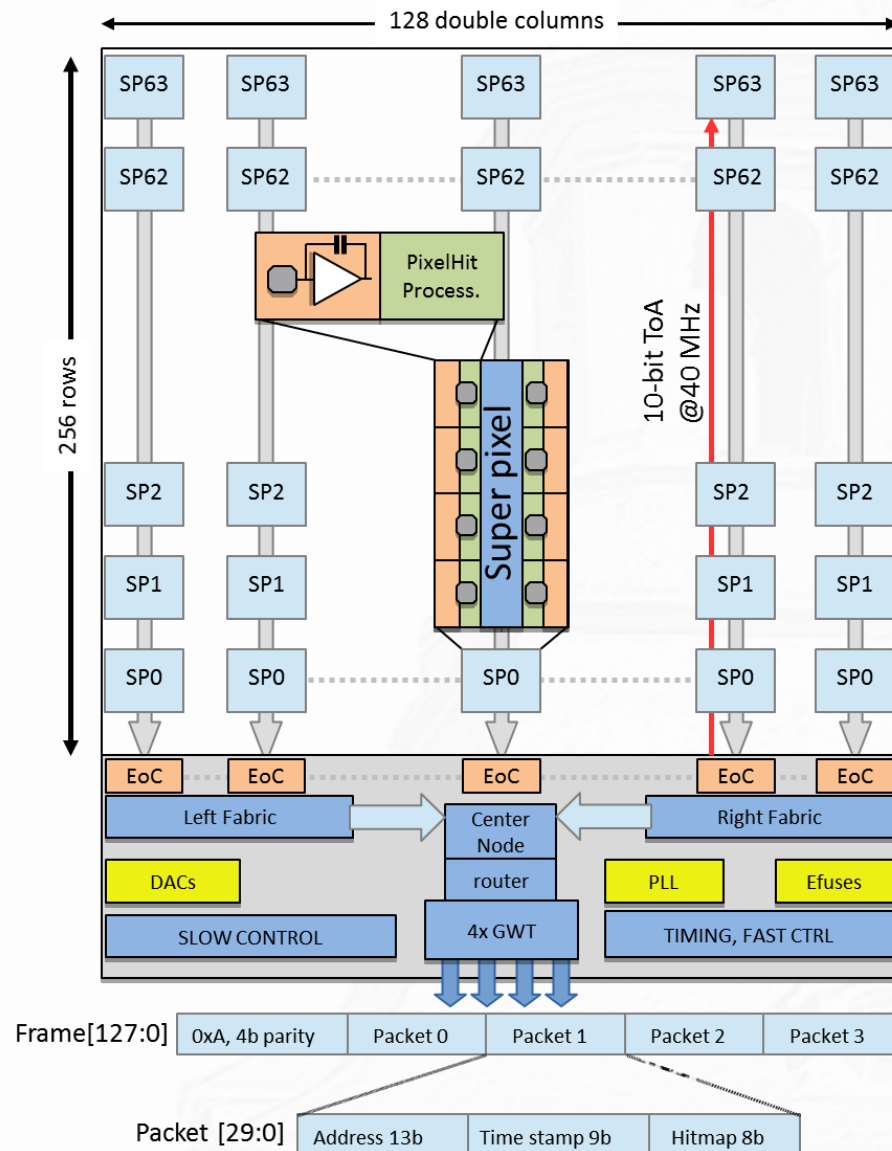 128 double columns
SP63 SP63 SP63 SP63 SP63
SP62 SP62 SP62 SP62 SP62
PixelHit
Process.
256 rows
10-bit ToA
@40 MHz
Super pixel
SP2 SP2 SP2 SP2
SP1 SP1 SP1 SP1
SP0 SP0 SP0 SP0 SP0
EoC EoC EoC EoC EoC
Left Fabric
Center
Node
Right Fabric
DACs
router
PLL
Efuses
SLOW CONTROL
4x GWT
TIMING, FAST CTRL
Frame[127:0] 0xA, 4b parity Packet 0 Packet 1 Packet 2 Packet 3
Packet [29:0] Address 13b Time stamp 9b Hitmap 8b